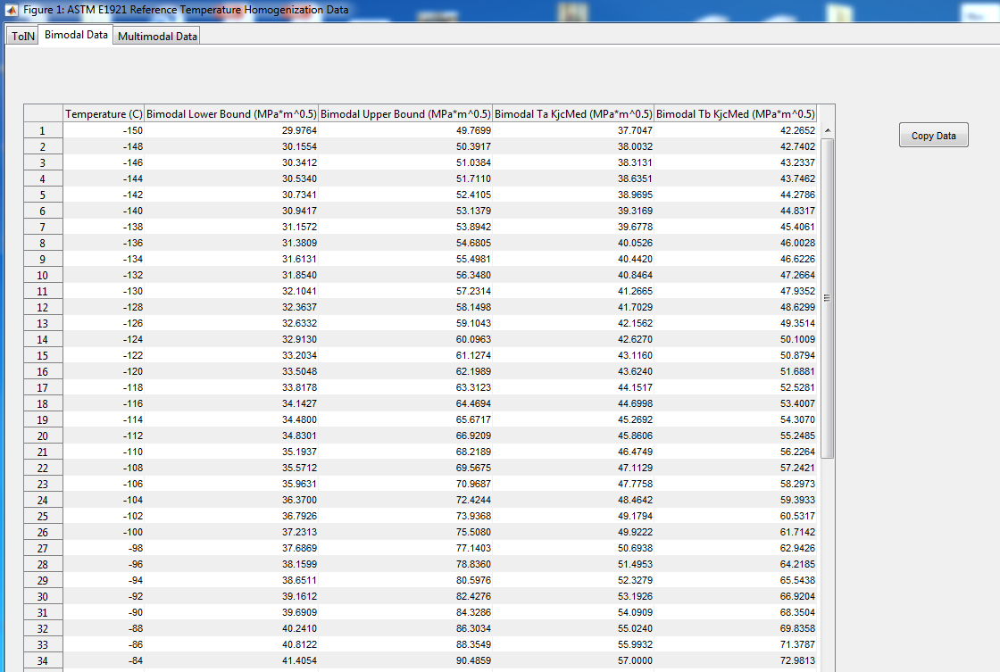 Figure 1: ASTM E1921 Reference Temperature Homogenization Data
ToIN Bimodal Data Multimodal Data
Temperature (C) Bimodal Lower Bound (MPa*m^0.5) Bimodal Upper Bound (MPa*m^0.5) Bimodal Ta KjcMed (MPa*m^0.5) Bimodal Tb KjcMed (MPa*m^0.5)
Copy Data
1 -150 29.9764 49.7699 37.7047 42.2652
2 -148 30.1554 50.3917 38.0032 42.7402
3 -146 30.3412 51.0384 38.3131 43.2337
4 -144 30.5340 51.7110 38.6351 43.7462
5 -142 30.7341 52.4105 38.9695 44.2786
6 -140 30.9417 53.1379 39.3169 44.8317
7 -138 31.1572 53.8942 39.6778 45.4061
8 -136 31.3809 54.6805 40.0526 46.0028
9 -134 31.6131 55.4981 40.4420 46.6226
10 -132 31.8540 56.3480 40.8464 47.2664
11 -130 32.1041 57.2314 41.2665 47.9352
12 -128 32.3637 58.1498 41.7029 48.6299
13 -126 32.6332 59.1043 42.1562 49.3514
14 -124 32.9130 60.0963 42.6270 50.1009
15 -122 33.2034 61.1274 43.1160 50.8794
16 -120 33.5048 62.1989 43.6240 51.6881
17 -118 33.8178 63.3123 44.1517 52.5281
18 -116 34.1427 64.4694 44.6998 53.4007
19 -114 34.4800 65.6717 45.2692 54.3070
20 -112 34.8301 66.9209 45.8606 55.2485
21 -110 35.1937 68.2189 46.4749 56.2264
22 -108 35.5712 69.5675 47.1129 57.2421
23 -106 35.9631 70.9687 47.7758 58.2973
24 -104 36.3700 72.4244 48.4642 59.3933
25 -102 36.7926 73.9368 49.1794 60.5317
26 -100 37.2313 75.5080 49.9222 61.7142
27 -98 37.6869 77.1403 50.6938 62.9426
28 -96 38.1599 78.8360 51.4953 64.2185
29 -94 38.6511 80.5976 52.3279 65.5438
30 -92 39.1612 82.4276 53.1926 66.9204
31 -90 39.6909 84.3286 54.0909 68.3504
32 -88 40.2410 86.3034 55.0240 69.8358
33 -86 40.8122 88.3549 55.9932 71.3787
34 -84 41.4054 90.4859 57.0000 72.9813